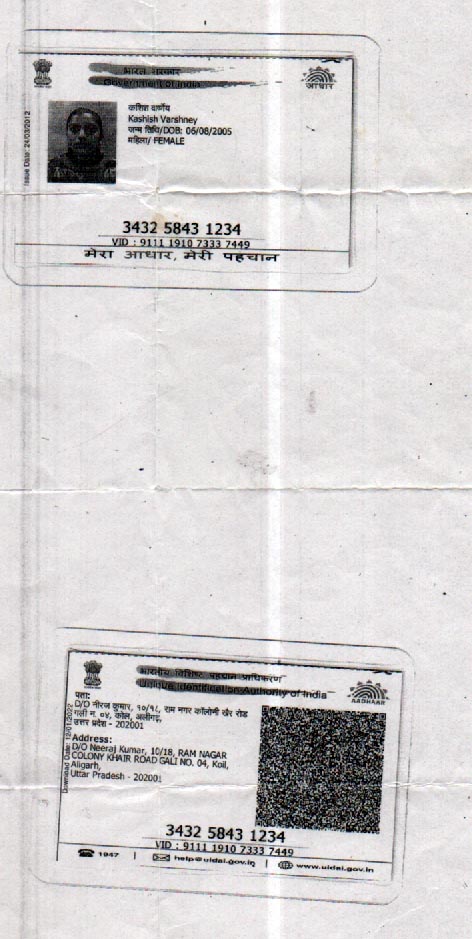 भारत सरकार
Government of India
आधार
Issue Date: 24/03/2012
कशिश वार्ष्णेय
Kashish Varshney
जन्म तिथि/DOB: 06/08/2005
महिला/ FEMALE
3432 5843 1234
VID : 9111 1910 7333 7449
मेरा आधार, मेरी पहचान
भारतीय विशिष्ट पहचान प्राधिकरण
Unique Identification Authority of India
AADHAAR
पता:
D/O नीरज कुमार, १०/१८, राम नगर कॉलोनी खैर रोड
गली न. ०४, कोल, अलीगढ़,
उत्तर प्रदेश - 202001
Address:
D/O Neeraj Kumar, 10/18, RAM NAGAR
COLONY KHAIR ROAD GALI NO. 04, Koil,
Aligarh,
Uttar Pradesh - 202001
3432 5843 1234
VID : 9111 1910 7333 7449
1947 | help@uidai.gov.in | www.uidai.gov.in